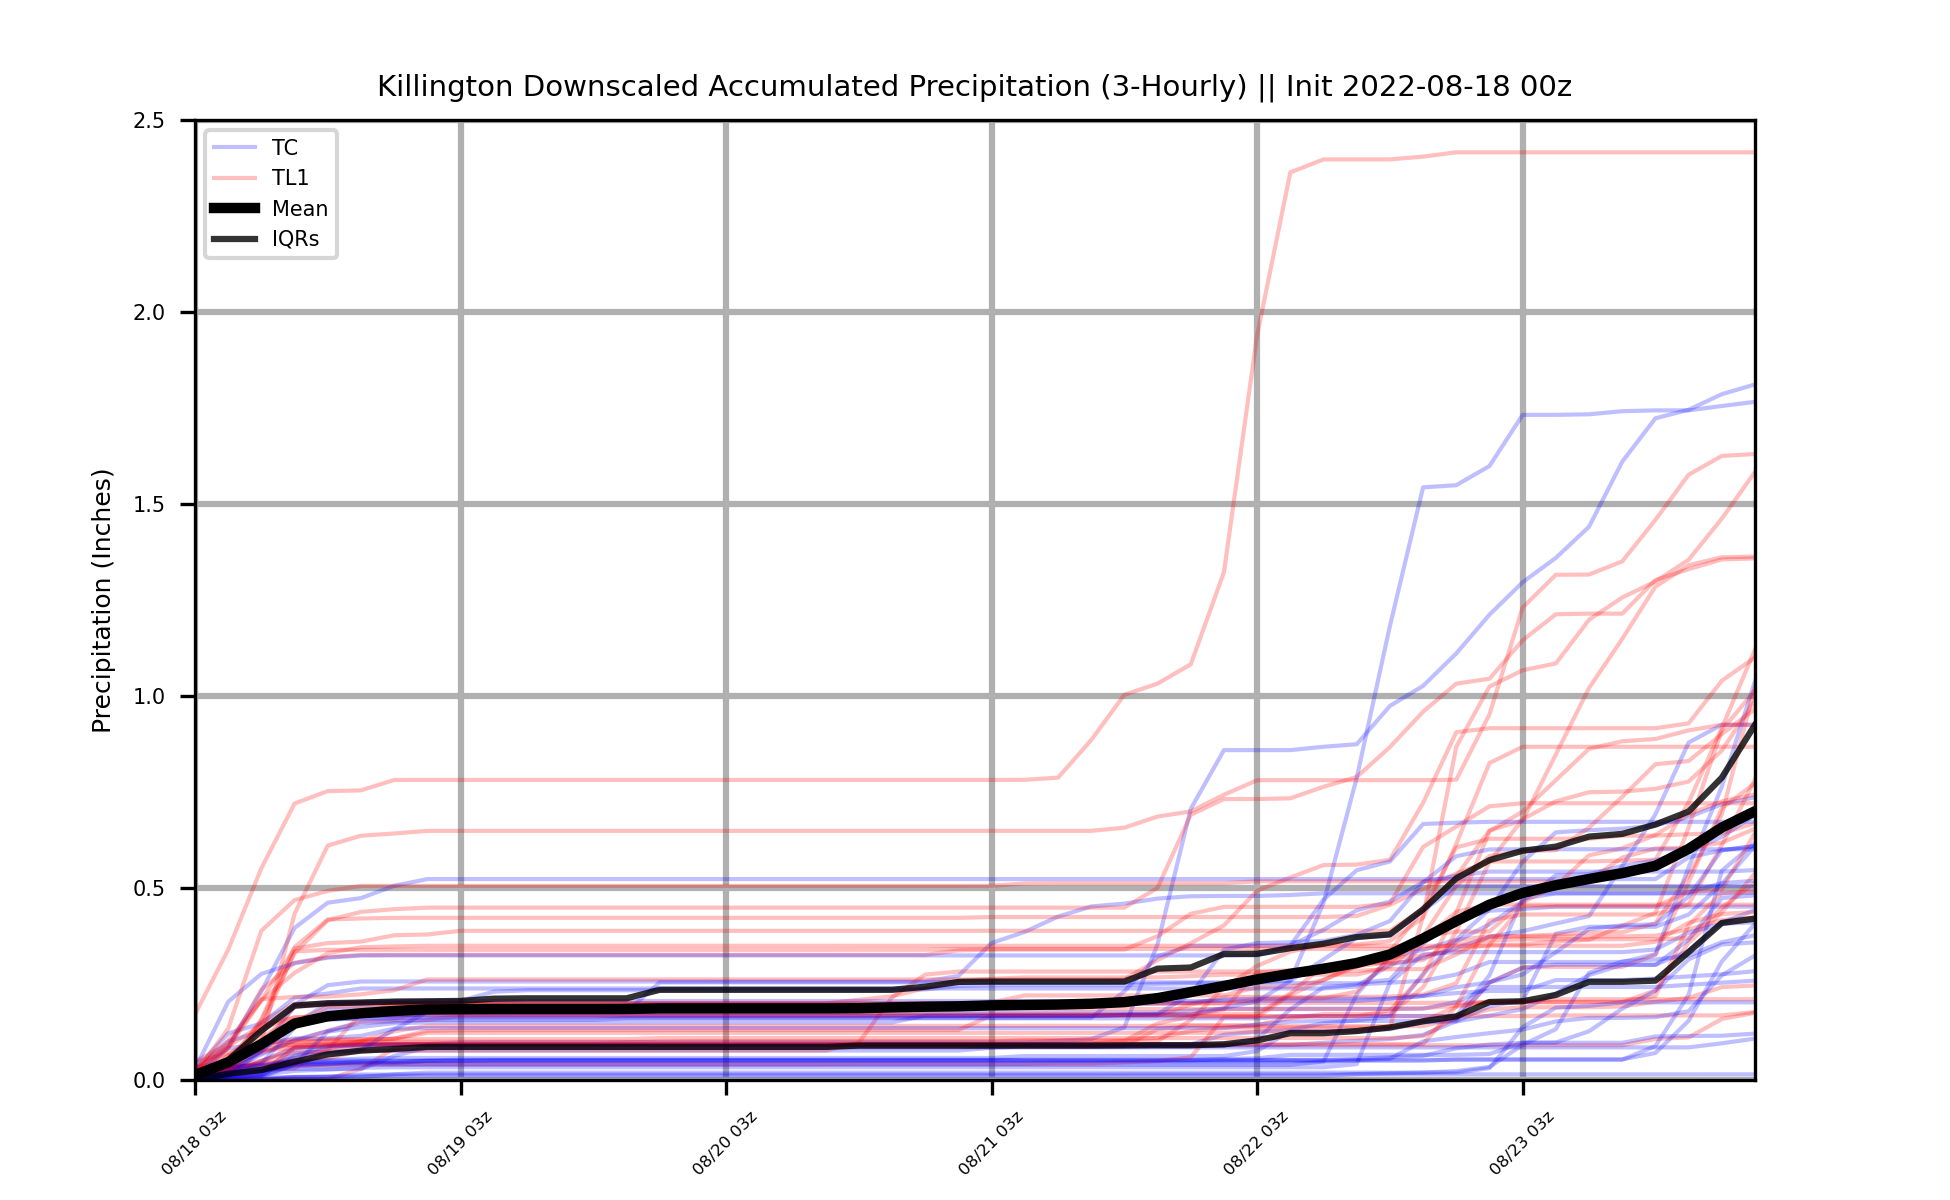 Killington Downscaled Accumulated Precipitation (3-Hourly) || Init 2022-08-18 00z
TC
TL1
Mean
IQRs
Precipitation (Inches)
2.5
2.0
1.5
1.0
0.5
0.0
08/18 03z
08/19 03z
08/20 03z
08/21 03z
08/22 03z
08/23 03z